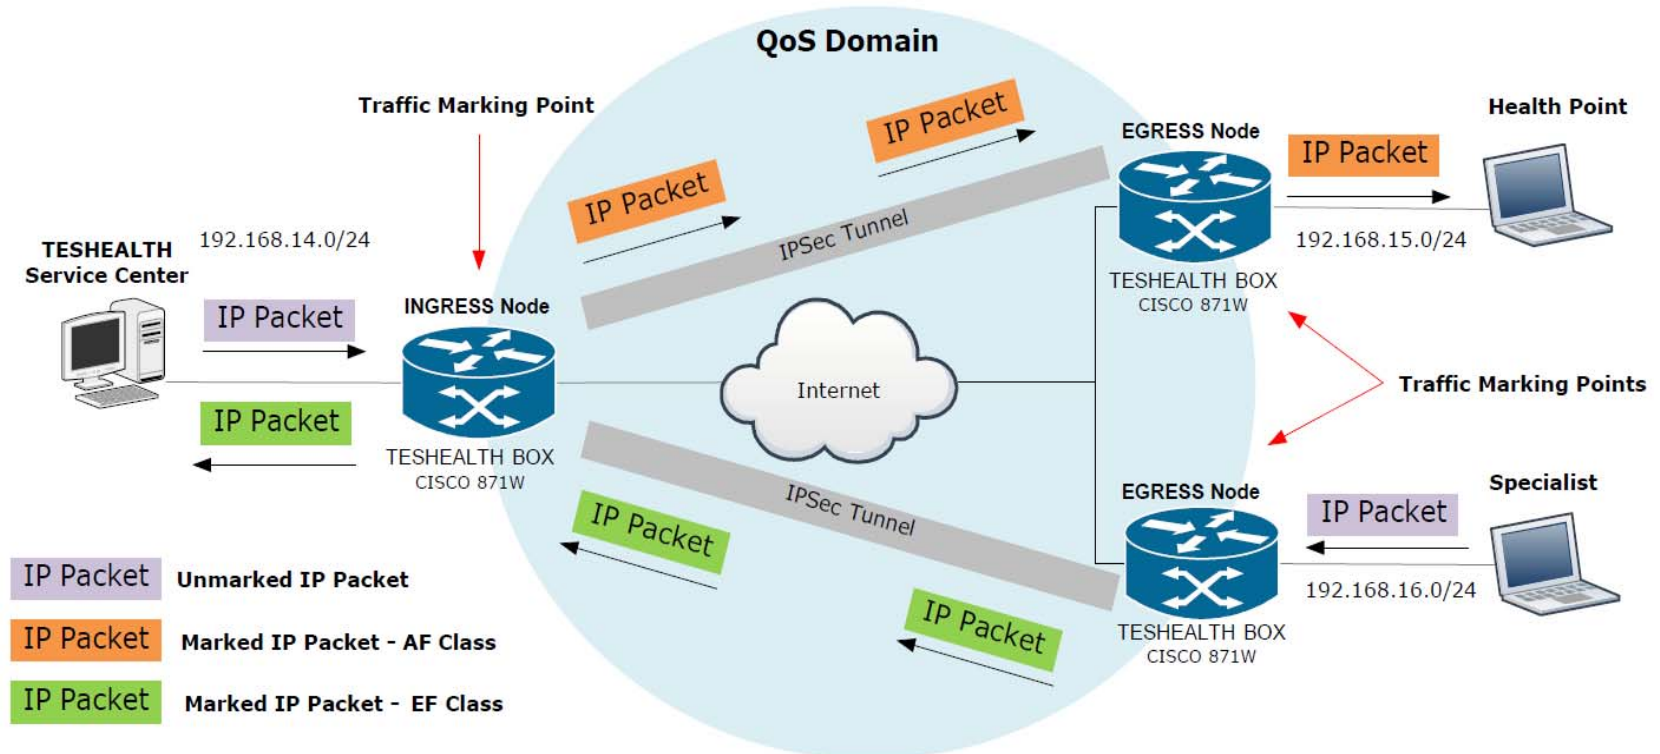 QoS Domain
Traffic Marking Point
IP Packet
IP Packet
EGRESS Node
Health Point
IP Packet
IPSec Tunnel
TESHEALTH
Service Center
192.168.14.0/24
192.168.15.0/24
TESHEALTH BOX
CISCO 871W
IP Packet
INGRESS Node
Internet
Traffic Marking Points
IP Packet
TESHEALTH BOX
CISCO 871W
IPSec Tunnel
EGRESS Node
Specialist
IP Packet
IP Packet
192.168.16.0/24
IP Packet
TESHEALTH BOX
CISCO 871W
IP Packet Unmarked IP Packet
IP Packet Marked IP Packet - AF Class
IP Packet Marked IP Packet - EF Class